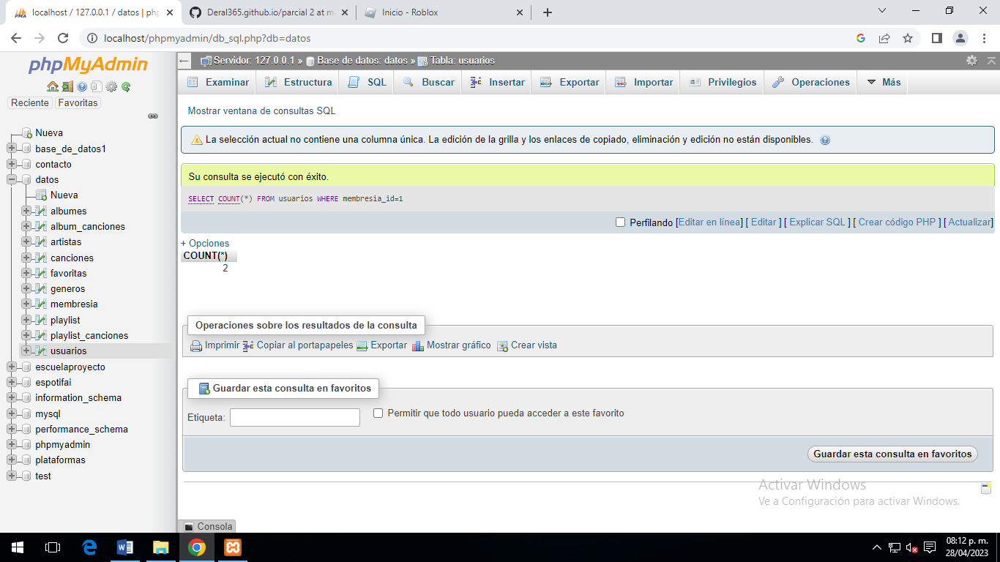 localhost / 127.0.0.1 / datos | php
Deral365.github.io/parcial 2 at m
Inicio - Roblox
localhost/phpmyadmin/db_sql.php?db=datos
phpMyAdmin
Reciente Favoritas
Nueva
base_de_datos1
contacto
datos
Nueva
albumes
album_canciones
artistas
canciones
favoritas
generos
membresia
playlist
playlist_canciones
usuarios
escuelaproyecto
espotifai
information_schema
mysql
performance_schema
phpmyadmin
plataformas
test
Servidor: 127.0.0.1 » Base de datos: datos » Tabla: usuarios
Examinar Estructura SQL Buscar Insertar Exportar Importar Privilegios Operaciones Más
Mostrar ventana de consultas SQL
La selección actual no contiene una columna única. La edición de la grilla y los enlaces de copiado, eliminación y edición no están disponibles.
Su consulta se ejecutó con éxito.
SELECT COUNT(*) FROM usuarios WHERE membresia_id=1
Perfilando [Editar en línea] [ Editar ] [ Explicar SQL ] [ Crear código PHP ] [ Actualizar]
+ Opciones
COUNT(*)
2
Operaciones sobre los resultados de la consulta
Imprimir Copiar al portapapeles Exportar Mostrar gráfico Crear vista
Guardar esta consulta en favoritos
Etiqueta: Permitir que todo usuario pueda acceder a este favorito
Guardar esta consulta en favoritos
Activar Windows
Ve a Configuración para activar Windows.
Consola
08:12 p. m.
28/04/2023